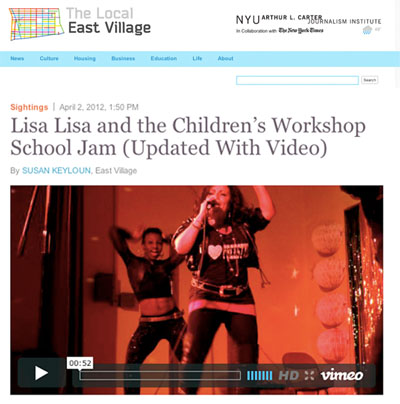 The Local
East Village
NYU ARTHUR L. CARTER JOURNALISM INSTITUTE
In Collaboration with The New York Times
News Culture Housing Business Education Life About
Search
Sightings | April 2, 2012, 1:50 PM
Lisa Lisa and the Children's Workshop
School Jam (Updated With Video)
By SUSAN KEYLOUN, East Village
00:52
HD vimeo